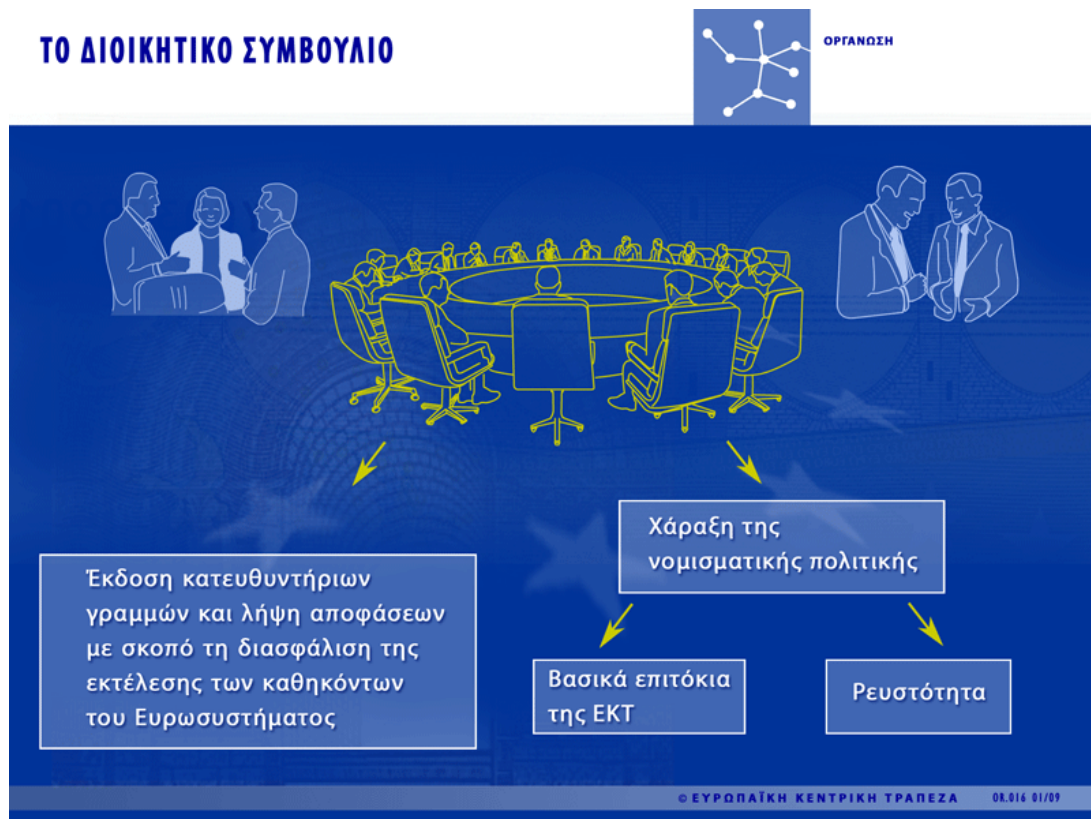 ΤΟ ΔΙΟΙΚΗΤΙΚΟ ΣΥΜΒΟΥΛΙΟ
ΟΡΓΑΝΩΣΗ
Χάραξη της
νομισματικής πολιτικής
Έκδοση κατευθυντήριων
γραμμών και λήψη αποφάσεων
με σκοπό τη διασφάλιση της
εκτέλεσης των καθηκόντων
του Ευρωσυστήματος
Βασικά επιτόκια
της ΕΚΤ
Ρευστότητα
© ΕΥΡΩΠΑΪΚΗ ΚΕΝΤΡΙΚΗ ΤΡΑΠΕΖΑ OR.016 01/09